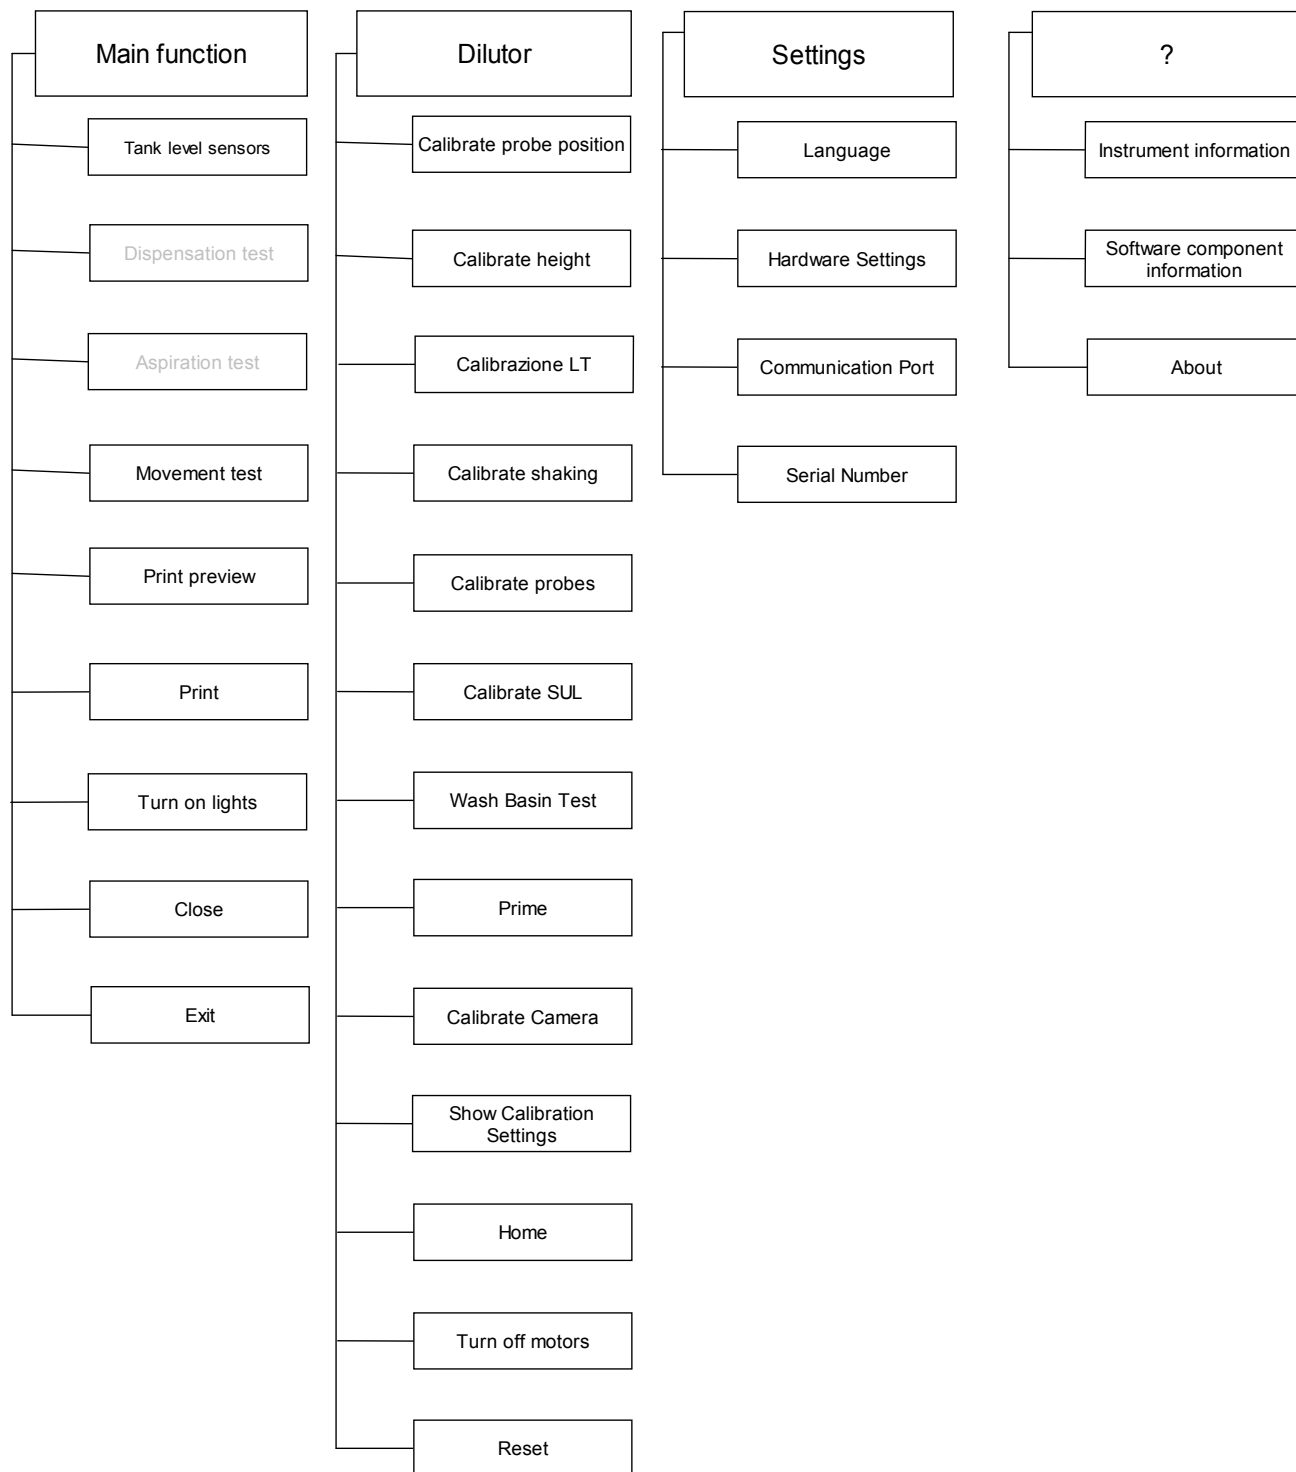 Main function
Tank level sensors
Dispensation test
Aspiration test
Movement test
Print preview
Print
Turn on lights
Close
Exit
Dilutor
Calibrate probe position
Calibrate height
Calibrazione LT
Calibrate shaking
Calibrate probes
Calibrate SUL
Wash Basin Test
Prime
Calibrate Camera
Show Calibration
Settings
Home
Turn off motors
Reset
Settings
Language
Hardware Settings
Communication Port
Serial Number
?
Instrument information
Software component
information
About